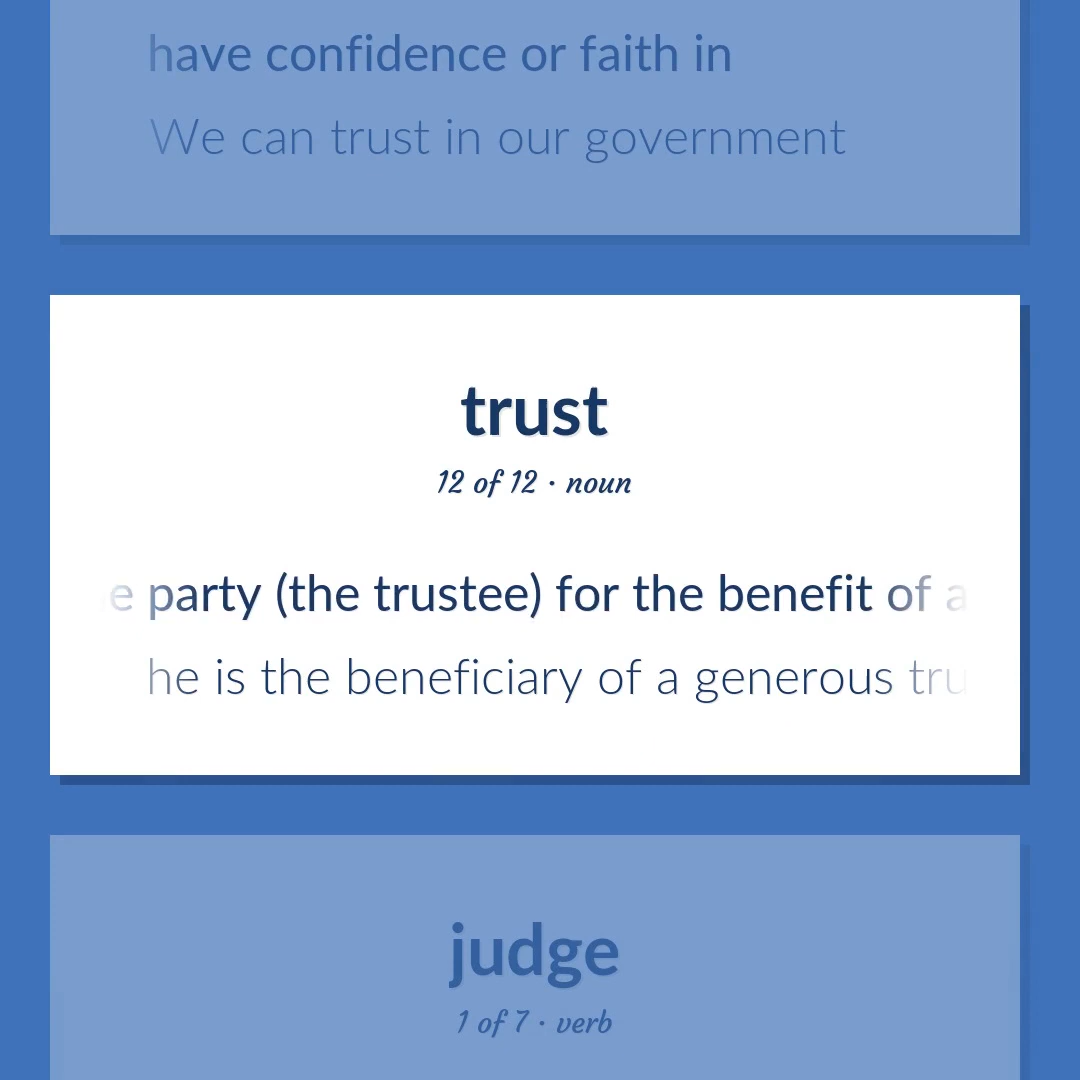 have confidence or faith in
We can trust in our government
trust
12 of 12 · noun
party (the trustee) for the benefit of a
he is the beneficiary of a generous
judge
1 of 7 · verb